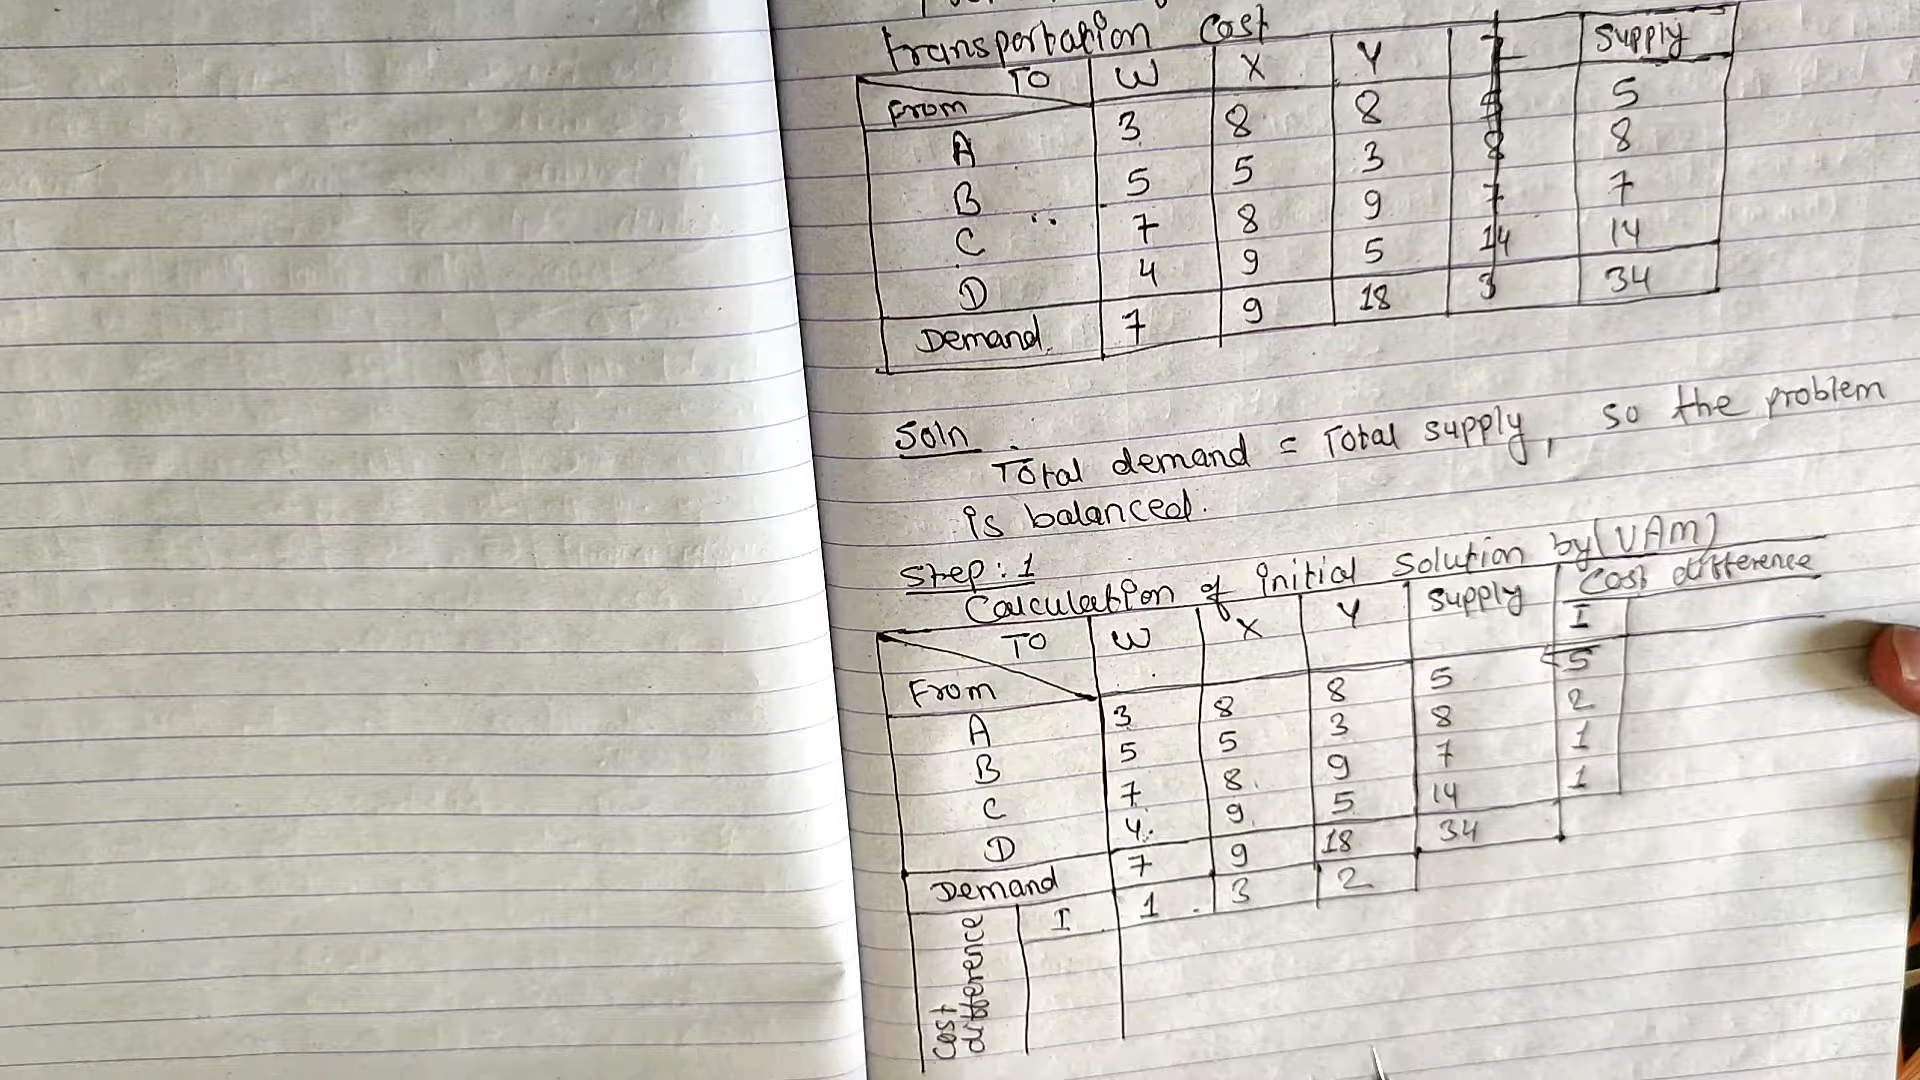 Transportation Cost
TO W X Y Supply
From
A 3 8 8 5
B 5 5 3 8
C 7 8 9 7 7
D 4 9 5 14 14
Demand. 7 9 18 3 34
Soln
Total demand = Total supply, so the problem
is balanced.
Step: 1
Calculation of initial solution by (VAM)
TO W X Y Supply Cost difference
I
From
A 3 8 8 5 5
B 5 5 3 8 2
C 7 8 9 7 1
D 4 9 5 14 1
Demand 7 9 18 34
Cost difference I 1 3 2